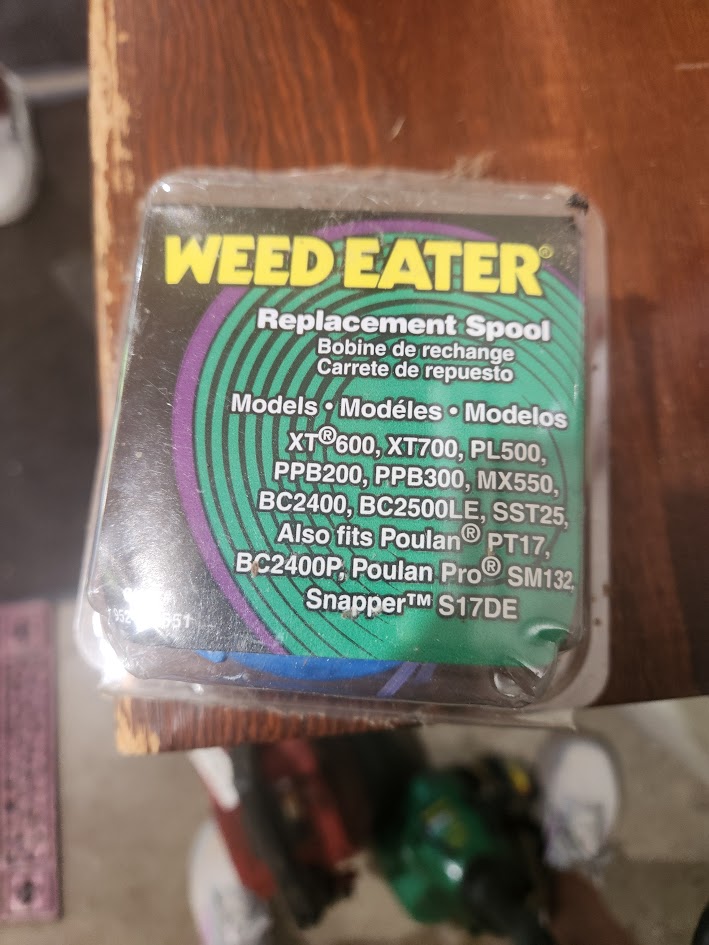 WEED EATER®
Replacement Spool
Bobine de rechange
Carrete de repuesto
Models • Modéles • Modelos
XT®600, XT700, PL500,
PPB200, PPB300, MX550,
BC2400, BC2500LE, SST25,
Also fits Poulan® PT17,
BC2400P, Poulan Pro® SM132,
Snapper™ S17DE